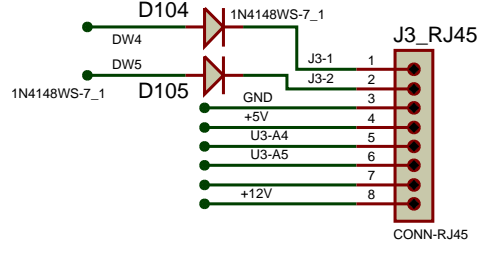 D104
1N4148WS-7_1
DW4
J3_RJ45
J3-1
1
DW5
J3-2
2
1N4148WS-7_1
D105
GND
3
+5V
4
U3-A4
5
U3-A5
6
7
+12V
8
CONN-RJ45